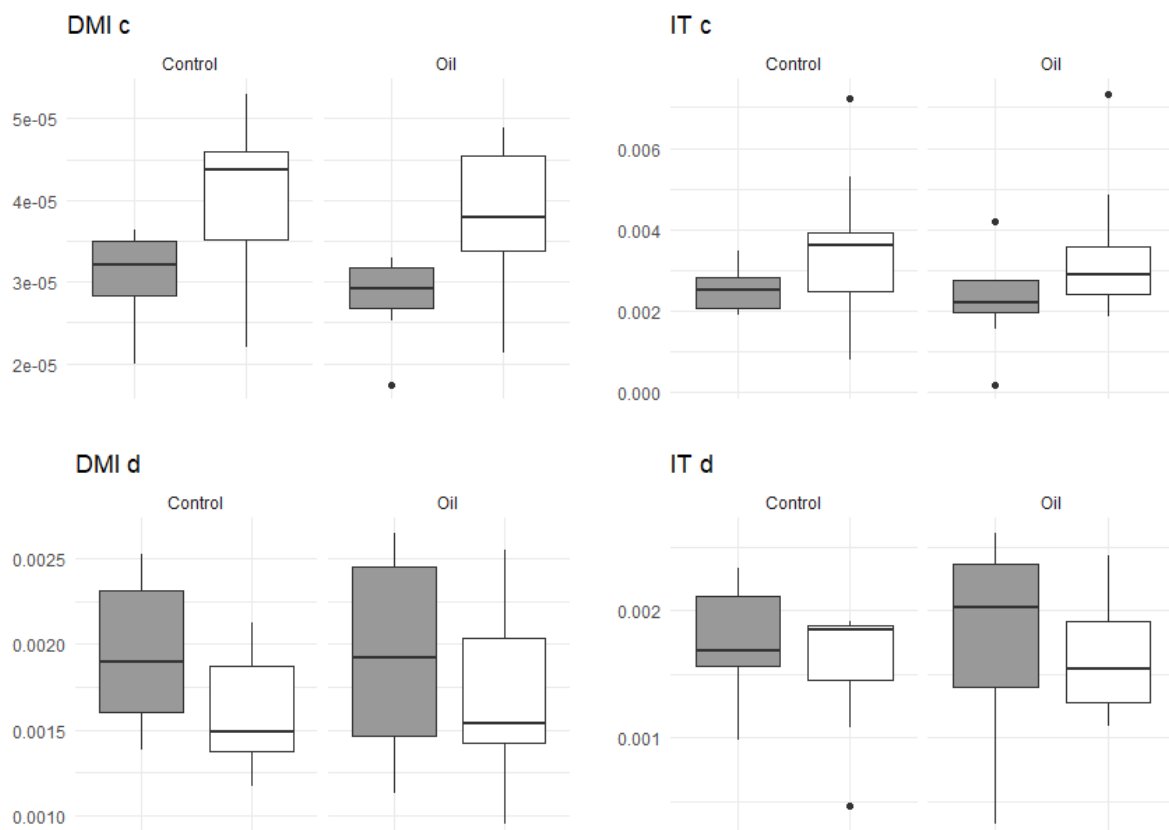 DMI c
Control Oil
5e-05
4e-05
3e-05
2e-05
IT c
Control Oil
0.006
0.004
0.002
0.000
DMI d
Control Oil
0.0025
0.0020
0.0015
0.0010
IT d
Control Oil
0.002
0.001